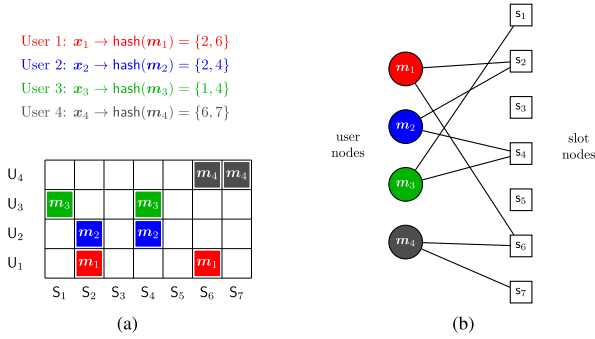 User 1: x₁ → hash(m₁) = {2, 6}
User 2: x₂ → hash(m₂) = {2, 4}
User 3: x₃ → hash(m₃) = {1, 4}
User 4: x₄ → hash(m₄) = {6, 7}
U₄ m₄ m₄
U₃ m₃ m₃
U₂ m₂ m₂
U₁ m₁ m₁
S₁ S₂ S₃ S₄ S₅ S₆ S₇
(a)
user
nodes
m₁
m₂
m₃
m₄
s₁
s₂
s₃
s₄
s₅
s₆
s₇
slot
nodes
(b)